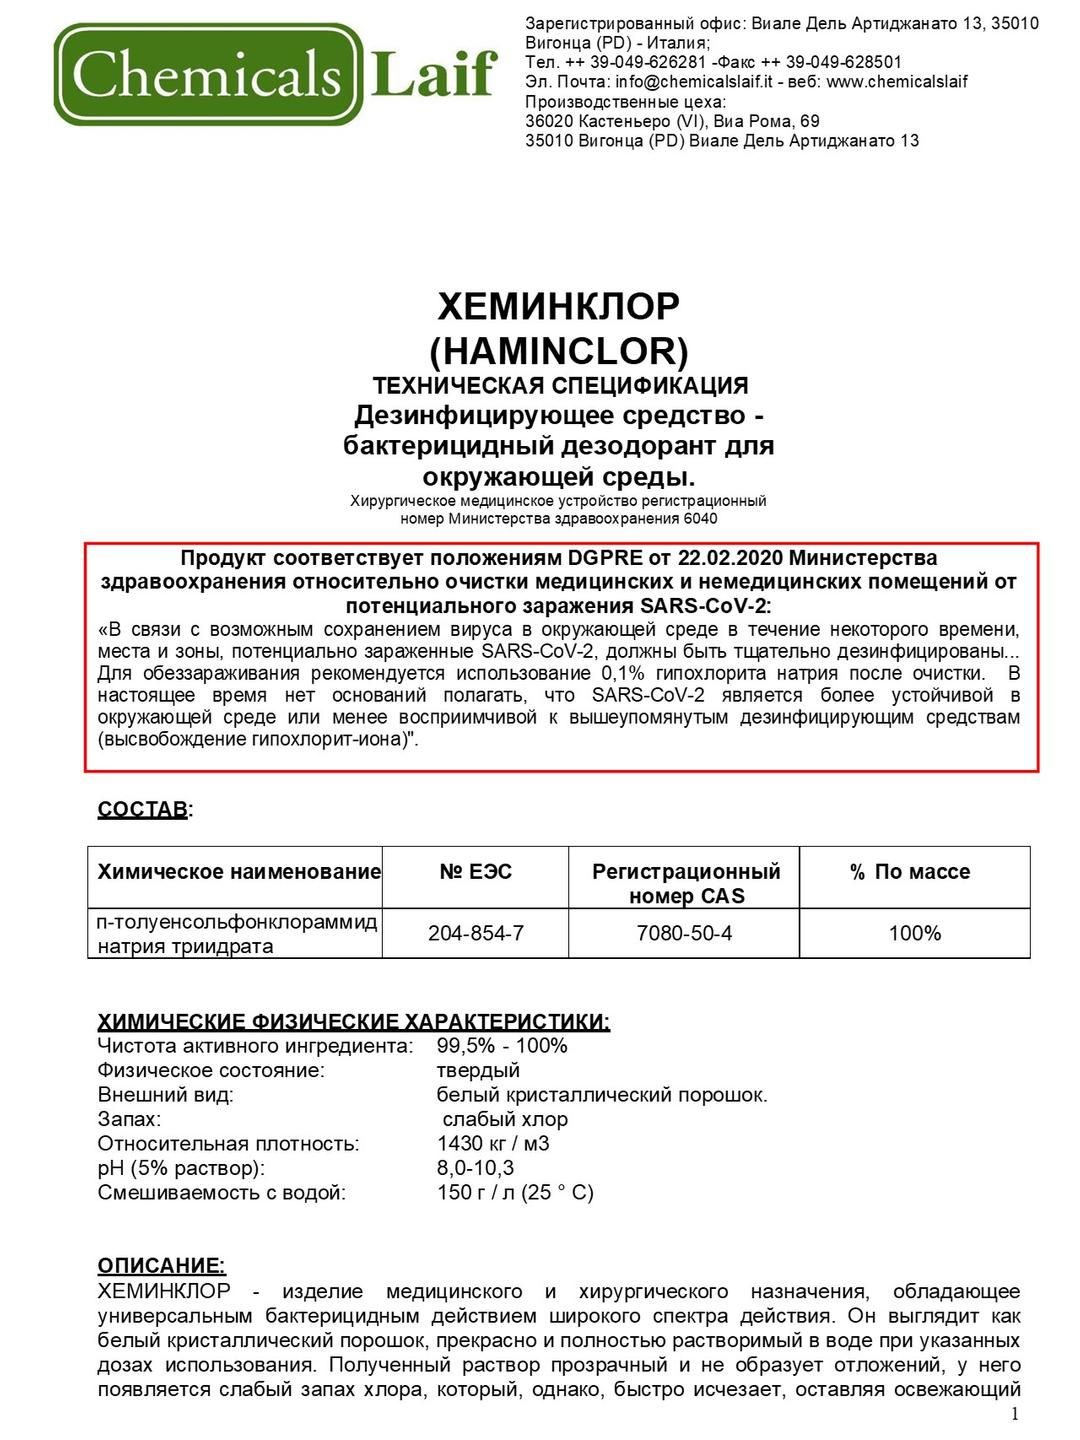 Chemicals Laif
Зарегистрированный офис: Виале Дель Артиджанато 13, 35010
Вигонца (PD) - Италия;
Тел. ++ 39-049-626281 -Факс ++ 39-049-628501
Эл. Почта: info@chemicalslaif.it - веб: www.chemicalslaif
Производственные цеха:
36020 Кастеньеро (VI), Виа Рома, 69
35010 Вигонца (PD) Виале Дель Артиджанато 13
ХЕМИНКЛОР
(HAMINCLOR)
ТЕХНИЧЕСКАЯ СПЕЦИФИКАЦИЯ
Дезинфицирующее средство -
бактерицидный дезодорант для
окружающей среды.
Хирургическое медицинское устройство регистрационный
номер Министерства здравоохранения 6040
Продукт соответствует положениям DGPRE от 22.02.2020 Министерства
здравоохранения относительно очистки медицинских и немедицинских помещений от
потенциального заражения SARS-CoV-2:
«В связи с возможным сохранением вируса в окружающей среде в течение некоторого времени,
места и зоны, потенциально зараженные SARS-CoV-2, должны быть тщательно дезинфицированы...
Для обеззараживания рекомендуется использование 0,1% гипохлорита натрия после очистки. В
настоящее время нет оснований полагать, что SARS-CoV-2 является более устойчивой в
окружающей среде или менее восприимчивой к вышеупомянутым дезинфицирующим средствам
(высвобождение гипохлорит-иона)".
СОСТАВ:
Химическое наименование № ЕЭС Регистрационный номер CAS % По массе
п-толуенсольфонклораммид натрия триидрата 204-854-7 7080-50-4 100%
ХИМИЧЕСКИЕ ФИЗИЧЕСКИЕ ХАРАКТЕРИСТИКИ:
Чистота активного ингредиента: 99,5% - 100%
Физическое состояние: твердый
Внешний вид: белый кристаллический порошок.
Запах: слабый хлор
Относительная плотность: 1430 кг / м3
pH (5% раствор): 8,0-10,3
Смешиваемость с водой: 150 г / л (25 ° C)
ОПИСАНИЕ:
ХЕМИНКЛОР - изделие медицинского и хирургического назначения, обладающее
универсальным бактерицидным действием широкого спектра действия. Он выглядит как
белый кристаллический порошок, прекрасно и полностью растворимый в воде при указанных
дозах использования. Полученный раствор прозрачный и не образует отложений, у него
появляется слабый запах хлора, который, однако, быстро исчезает, оставляя освежающий
1